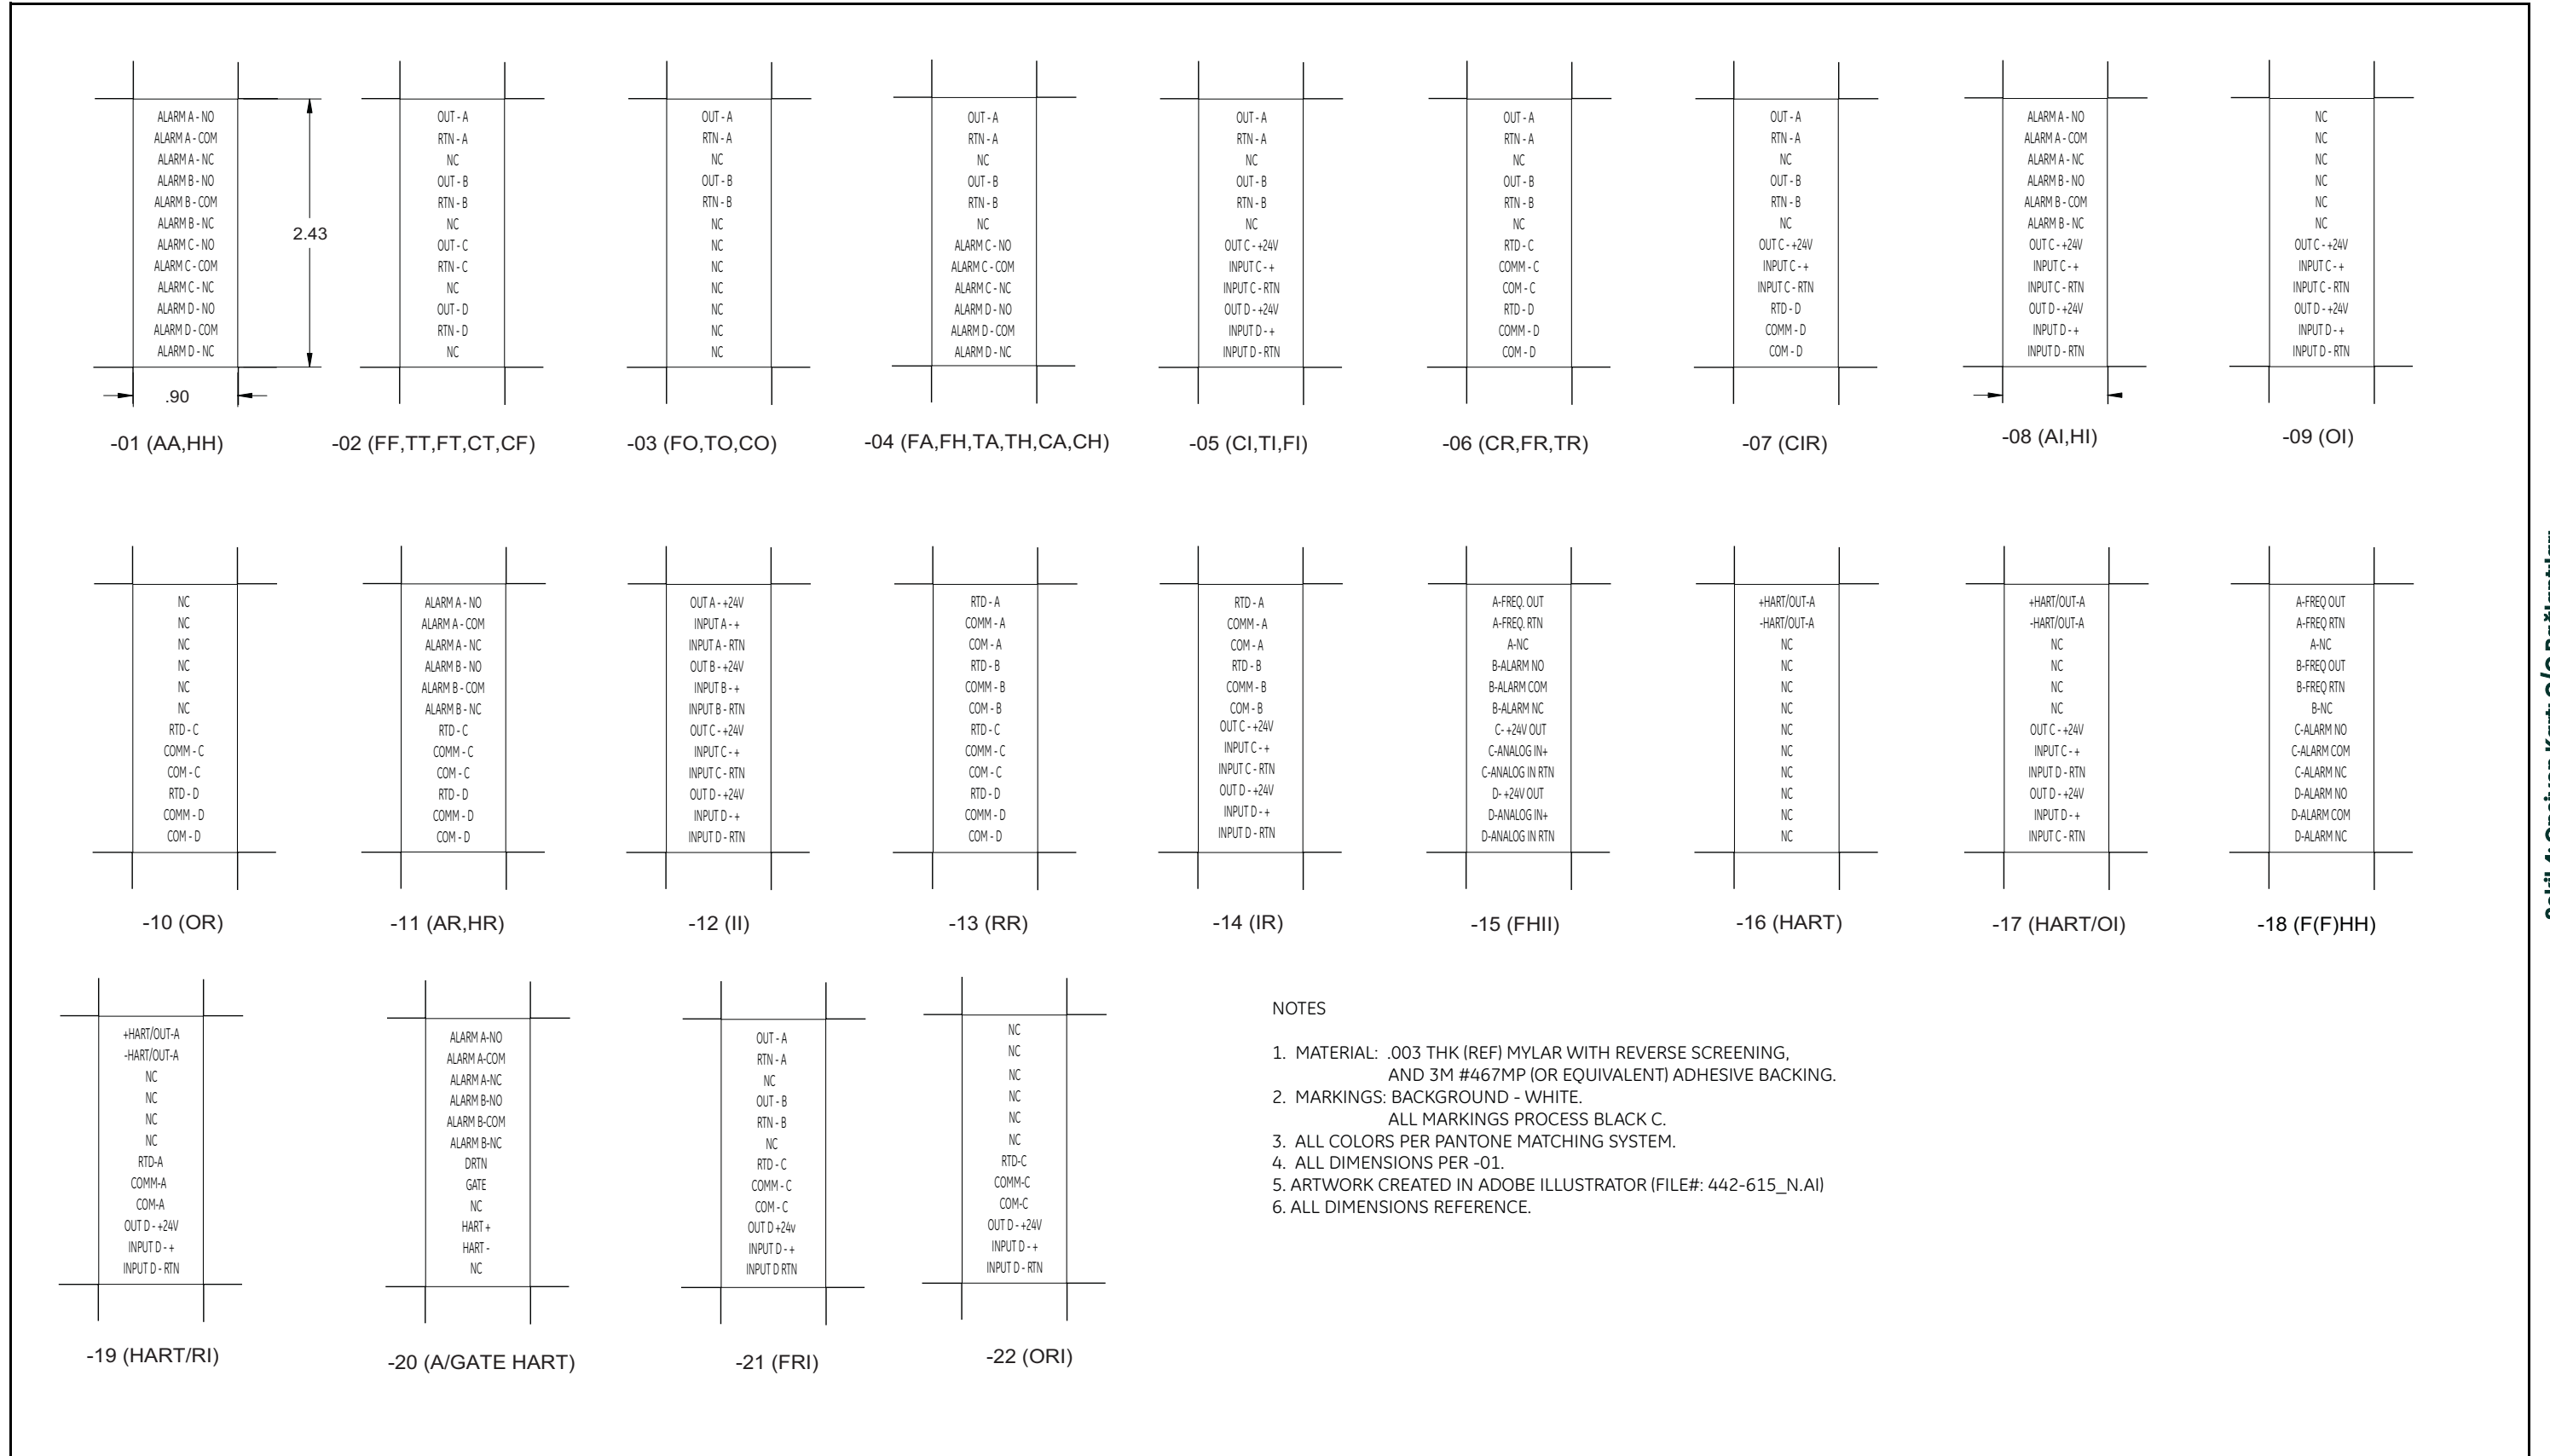 ALARM A - NO
ALARM A - COM
ALARM A - NC
ALARM B - NO
ALARM B - COM
ALARM B - NC
ALARM C - NO
ALARM C - COM
ALARM C - NC
ALARM D - NO
ALARM D - COM
ALARM D - NC
2.43
.90
-01 (AA,HH)
OUT - A
RTN - A
NC
OUT - B
RTN - B
NC
OUT - C
RTN - C
NC
OUT - D
RTN - D
NC
-02 (FF,TT,FT,CT,CF)
OUT - A
RTN - A
NC
OUT - B
RTN - B
NC
NC
NC
NC
NC
NC
NC
-03 (FO,TO,CO)
OUT - A
RTN - A
NC
OUT - B
RTN - B
NC
ALARM C - NO
ALARM C - COM
ALARM C - NC
ALARM D - NO
ALARM D - COM
ALARM D - NC
-04 (FA,FH,TA,TH,CA,CH)
OUT - A
RTN - A
NC
OUT - B
RTN - B
NC
OUT C - +24V
INPUT C - +
INPUT C - RTN
OUT D - +24V
INPUT D - +
INPUT D - RTN
-05 (CI,TI,FI)
OUT - A
RTN - A
NC
OUT - B
RTN - B
NC
RTD - C
COMM - C
COM - C
RTD - D
COMM - D
COM - D
-06 (CR,FR,TR)
OUT - A
RTN - A
NC
OUT - B
RTN - B
NC
OUT C - +24V
INPUT C - +
INPUT C - RTN
RTD - D
COMM - D
COM - D
-07 (CIR)
ALARM A - NO
ALARM A - COM
ALARM A - NC
ALARM B - NO
ALARM B - COM
ALARM B - NC
OUT C - +24V
INPUT C - +
INPUT C - RTN
OUT D - +24V
INPUT D - +
INPUT D - RTN
-08 (AI,HI)
NC
NC
NC
NC
NC
NC
OUT C - +24V
INPUT C - +
INPUT C - RTN
OUT D - +24V
INPUT D - +
INPUT D - RTN
-09 (OI)
NC
NC
NC
NC
NC
NC
RTD - C
COMM - C
COM - C
RTD - D
COMM - D
COM - D
-10 (OR)
ALARM A - NO
ALARM A - COM
ALARM A - NC
ALARM B - NO
ALARM B - COM
ALARM B - NC
RTD - C
COMM - C
COM - C
RTD - D
COMM - D
COM - D
-11 (AR,HR)
OUT A - +24V
INPUT A - +
INPUT A - RTN
OUT B - +24V
INPUT B - +
INPUT B - RTN
OUT C - +24V
INPUT C - +
INPUT C - RTN
OUT D - +24V
INPUT D - +
INPUT D - RTN
-12 (II)
RTD - A
COMM - A
COM - A
RTD - B
COMM - B
COM - B
RTD - C
COMM - C
COM - C
RTD - D
COMM - D
COM - D
-13 (RR)
RTD - A
COMM - A
COM - A
RTD - B
COMM - B
COM - B
OUT C - +24V
INPUT C - +
INPUT C - RTN
OUT D - +24V
INPUT D - +
INPUT D - RTN
-14 (IR)
A-FREQ. OUT
A-FREQ. RTN
A-NC
B-ALARM NO
B-ALARM COM
B-ALARM NC
C- +24V OUT
C-ANALOG IN+
C-ANALOG IN RTN
D- +24V OUT
D-ANALOG IN+
D-ANALOG IN RTN
-15 (FHII)
+HART/OUT-A
-HART/OUT-A
NC
NC
NC
NC
NC
NC
NC
NC
NC
NC
-16 (HART)
+HART/OUT-A
-HART/OUT-A
NC
NC
NC
NC
OUT C - +24V
INPUT C - +
INPUT D - RTN
OUT D - +24V
INPUT D - +
INPUT C - RTN
-17 (HART/OI)
A-FREQ OUT
A-FREQ RTN
A-NC
B-FREQ OUT
B-FREQ RTN
B-NC
C-ALARM NO
C-ALARM COM
C-ALARM NC
D-ALARM NO
D-ALARM COM
D-ALARM NC
-18 (F(F)HH)
+HART/OUT-A
-HART/OUT-A
NC
NC
NC
NC
RTD-A
COMM-A
COM-A
OUT D - +24V
INPUT D - +
INPUT D - RTN
-19 (HART/RI)
ALARM A-NO
ALARM A-COM
ALARM A-NC
ALARM B-NO
ALARM B-COM
ALARM B-NC
DRTN
GATE
NC
HART +
HART -
NC
-20 (A/GATE HART)
OUT - A
RTN - A
NC
OUT - B
RTN - B
NC
RTD - C
COMM - C
COM - C
OUT D +24v
INPUT D - +
INPUT D RTN
-21 (FRI)
NC
NC
NC
NC
NC
NC
RTD-C
COMM-C
COM-C
OUT D - +24V
INPUT D - +
INPUT D - RTN
-22 (ORI)
NOTES
1. MATERIAL: .003 THK (REF) MYLAR WITH REVERSE SCREENING,
AND 3M #467MP (OR EQUIVALENT) ADHESIVE BACKING.
2. MARKINGS: BACKGROUND - WHITE.
ALL MARKINGS PROCESS BLACK C.
3. ALL COLORS PER PANTONE MATCHING SYSTEM.
4. ALL DIMENSIONS PER -01.
5. ARTWORK CREATED IN ADOBE ILLUSTRATOR (FILE#: 442-615_N.AI)
6. ALL DIMENSIONS REFERENCE.